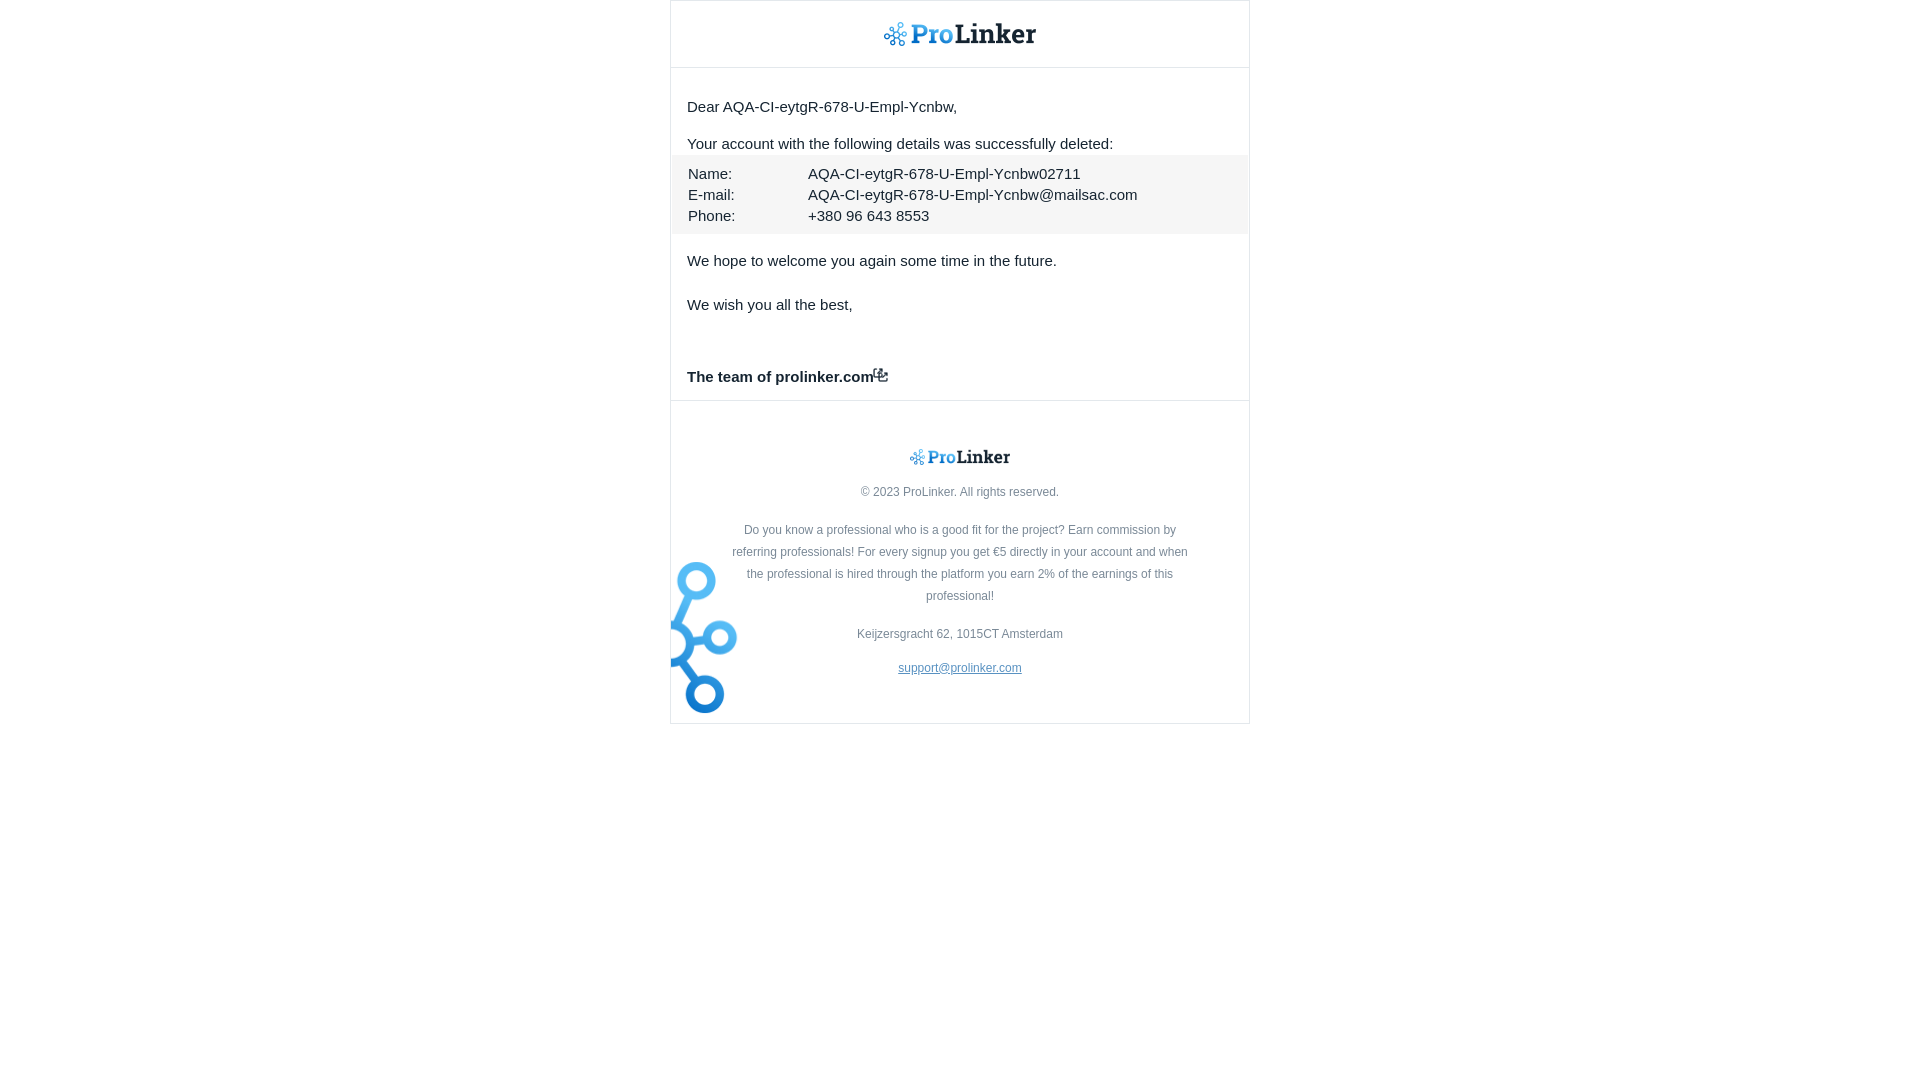 ProLinker
Dear AQA-CI-eytgR-678-U-Empl-Ycnbw,
Your account with the following details was successfully deleted:
Name: AQA-CI-eytgR-678-U-Empl-Ycnbw02711
E-mail: AQA-CI-eytgR-678-U-Empl-Ycnbw@mailsac.com
Phone: +380 96 643 8553
We hope to welcome you again some time in the future.
We wish you all the best,
The team of prolinker.com
ProLinker
© 2023 ProLinker. All rights reserved.
Do you know a professional who is a good fit for the project? Earn commission by
referring professionals! For every signup you get €5 directly in your account and when
the professional is hired through the platform you earn 2% of the earnings of this
professional!
Keijzersgracht 62, 1015CT Amsterdam
support@prolinker.com